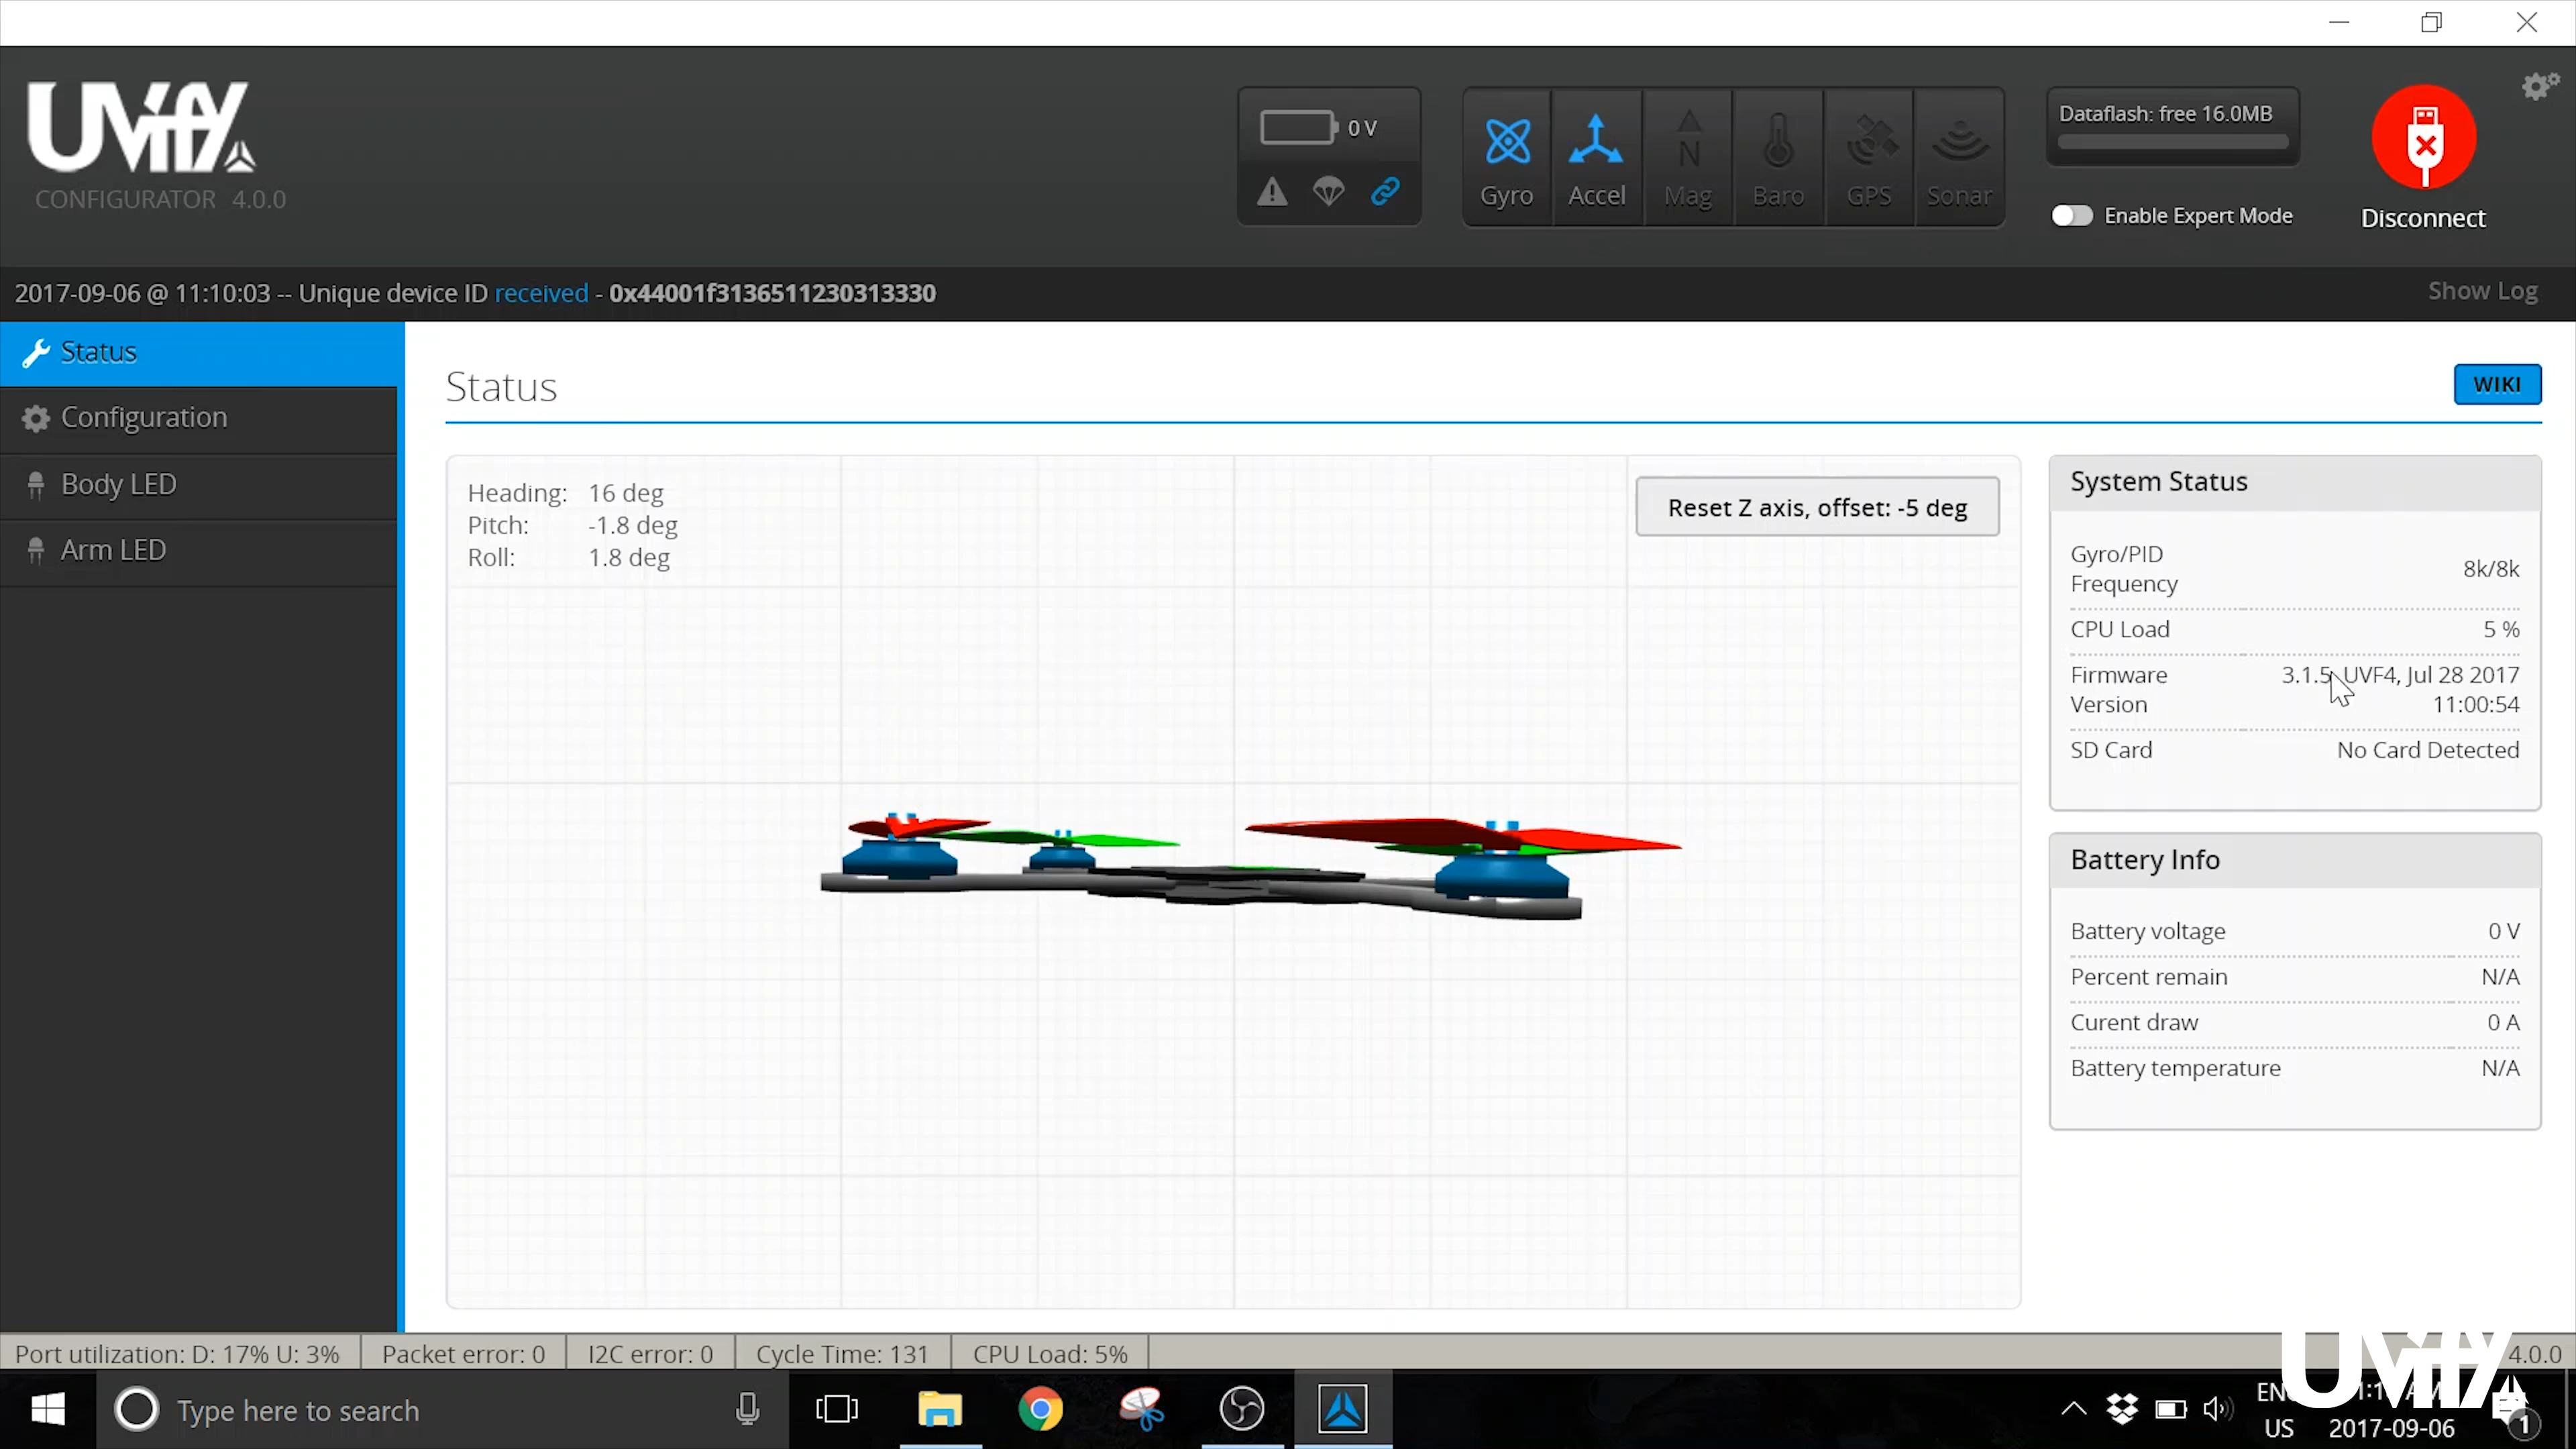 UVify
CONFIGURATOR 4.0.0
0 V
Gyro
Accel
N
Mag
Baro
GPS
Sonar
Dataflash: free 16.0MB
Enable Expert Mode
Disconnect
2017-09-06 @ 11:10:03 -- Unique device ID received - 0x44001f3136511230313330
Show Log
Status
Configuration
Body LED
Arm LED
Status
WIKI
Heading: 16 deg
Pitch: -1.8 deg
Roll: 1.8 deg
Reset Z axis, offset: -5 deg
System Status
Gyro/PID
Frequency
8k/8k
CPU Load 5 %
Firmware 3.1.5, UVF4, Jul 28 2017
Version 11:00:54
SD Card No Card Detected
Battery Info
Battery voltage 0 V
Percent remain N/A
Curent draw 0 A
Battery temperature N/A
Port utilization: D: 17% U: 3%
Packet error: 0
I2C error: 0
Cycle Time: 131
CPU Load: 5%
4.0.0
UVify
Type here to search
US
2017-09-06
1